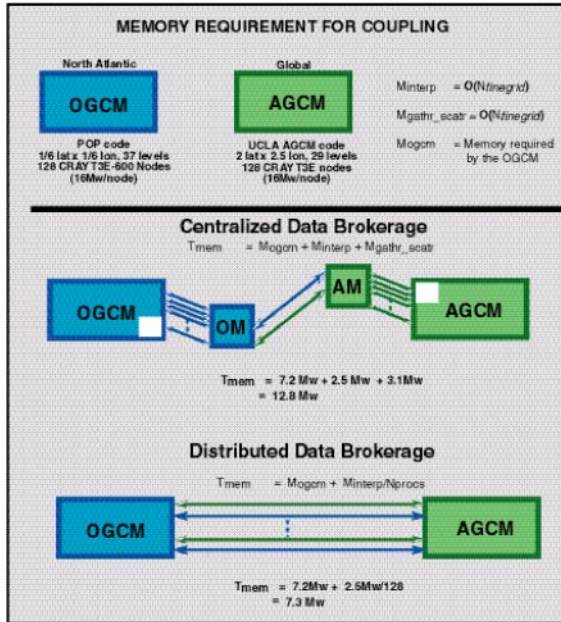 MEMORY REQUIREMENT FOR COUPLING
North Atlantic
OGCM
POP code
1/6 lat x 1/6 lon, 37 levels
128 CRAY T3E-600 Nodes
(16Mw/node)
Global
AGCM
UCLA AGCM code
2 lat x 2.5 lon, 29 levels
128 CRAY T3E nodes
(16Mw/node)
Minterp = O(Nfinegrid)
Mgathr_scatr = O(Nfinegrid)
Mogcm = Memory required
by the OGCM
Centralized Data Brokerage
Tmem = Mogcm + Minterp + Mgathr_scatr
OGCM
OM
AM
AGCM
Tmem = 7.2 Mw + 2.5 Mw + 3.1Mw
= 12.8 Mw
Distributed Data Brokerage
Tmem = Mogcm + Minterp/Nprocs
OGCM
AGCM
Tmem = 7.2Mw + 2.5Mw/128
= 7.3 Mw